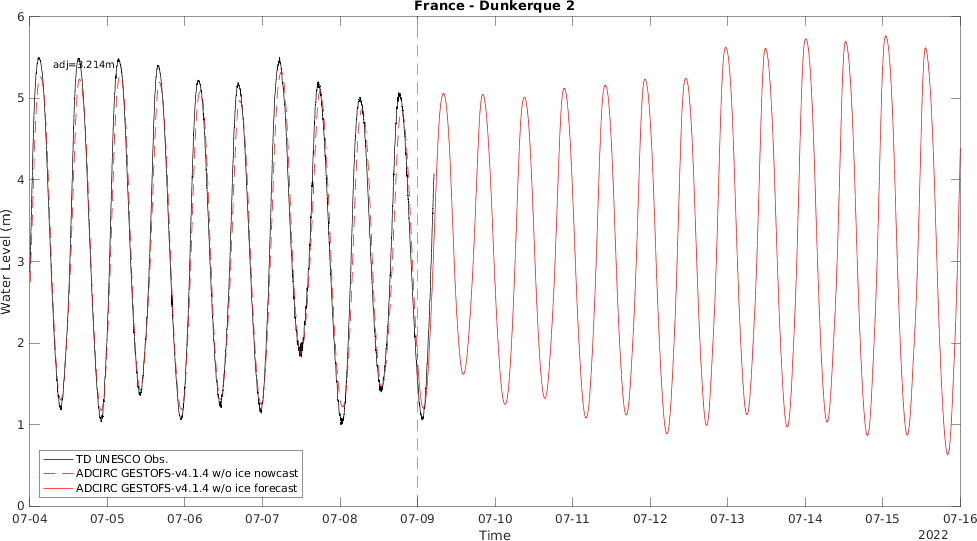 France - Dunkerque 2
6
5
4
3
2
1
0
Water Level (m)
TD UNESCO Obs.
ADCIRC GESTOFS-v4.1.4 w/o ice nowcast
ADCIRC GESTOFS-v4.1.4 w/o ice forecast
07-04 07-05 07-06 07-07 07-08 07-09 07-10 07-11 07-12 07-13 07-14 07-15 07-16
Time
2022